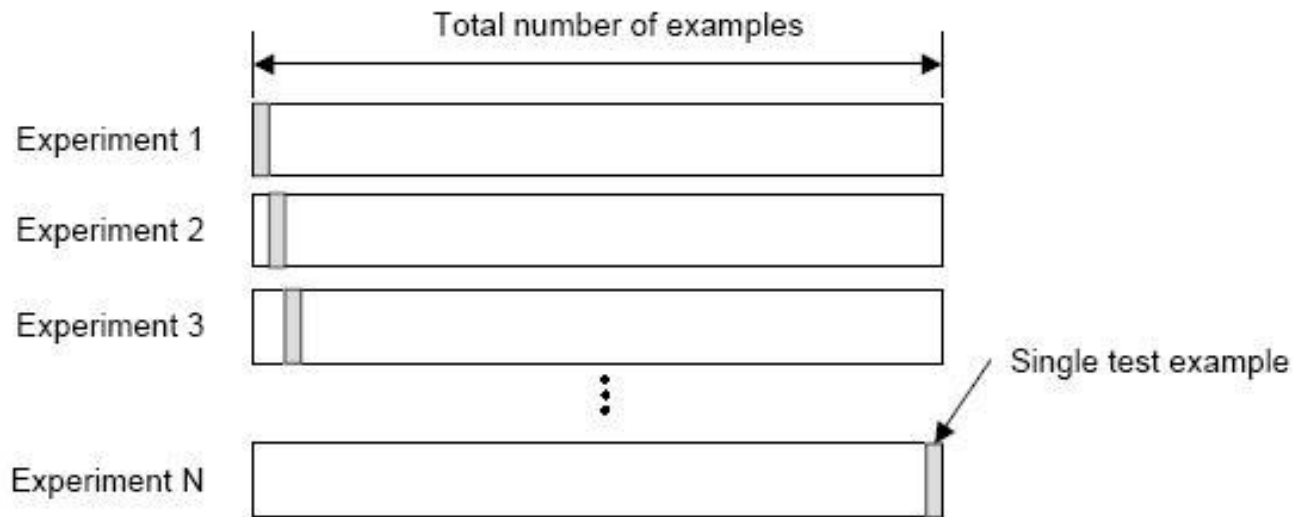 Total number of examples
Experiment 1
Experiment 2
Experiment 3
Single test example
Experiment N